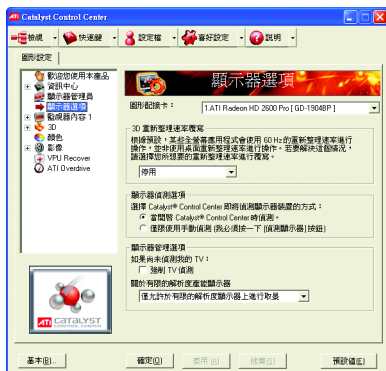 ATI Catalyst Control Center
檢視
快速鍵
設定檔
喜好設定
說明
圖形設定
歡迎您使用本產品
資訊中心
顯示器管理員
顯示器選項
監視器內容 1
3D
顏色
影像
VPU Recover
ATI Overdrive
顯示器選項
圖形配接卡：
1.ATI Radeon HD 2600 Pro [ GD-1904BP ]
3D 重新整理速率覆寫
根據預設，某些全螢幕應用程式會使用 60 Hz的重新整理速率進行
操作，並非使用桌面重新整理速率進行操作。若要解決這個情況，
請選擇您所想要的重新整理速率進行覆寫。
停用
顯示器偵測選項
選擇 Catalyst® Control Center 即將偵測顯示器裝置的方式：
當開啓 Catalyst® Control Center 時偵測。
僅限使用手動偵測 (我必須按一下 [偵測顯示器] 按鈕)
顯示器管理選項
如果尚未偵測我的 TV：
強制 TV 偵測
關於有限的解析度產能顯示器
僅允許於有限的解析度顯示器上進行取景
ATI CATALYST
CONTROL CENTER
基本(B)...
確定(O)
套用 (A)
捨棄(S)
預設値(E)